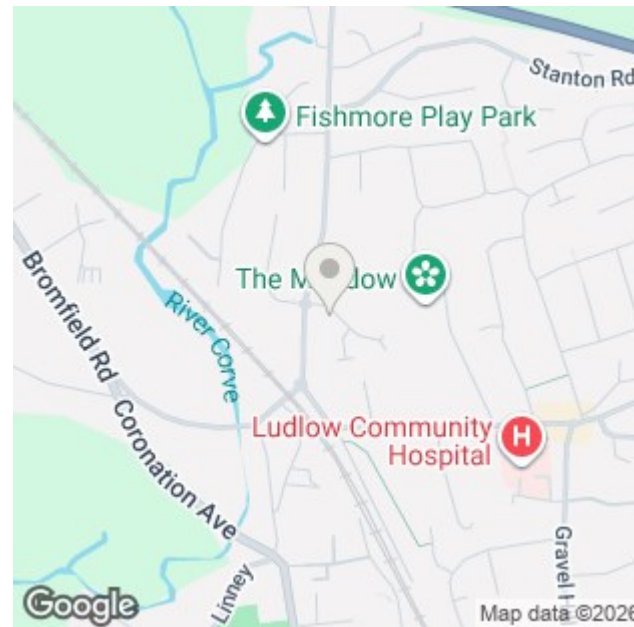 Stanton Rd
Fishmore Play Park
The M dow
Bromfield Rd
River Corve
Coronation Ave
Ludlow Community
Hospital
H
Linney
Gravel H
Google
Map data ©2026